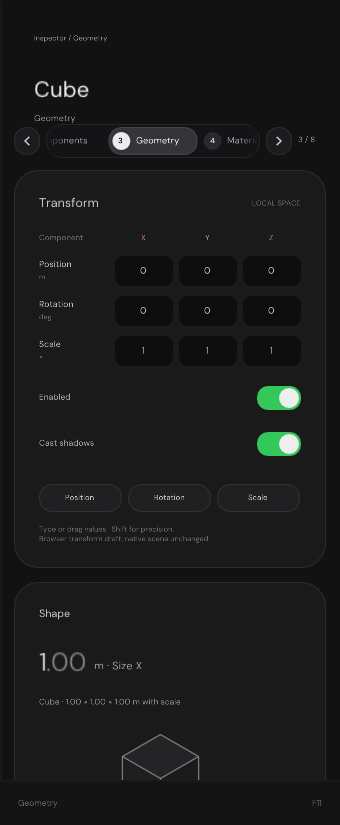 Inspector / Geometry
Cube
Geometry
ponents 3 Geometry 4 Materi 3 / 8
Transform LOCAL SPACE
Component X Y Z
Position 0 0 0
m
Rotation 0 0 0
deg
Scale 1 1 1
×
Enabled
Cast shadows
Position Rotation Scale
Type or drag values · Shift for precision
Browser transform draft; native scene unchanged.
Shape
1.00 m · Size X
Cube · 1.00 × 1.00 × 1.00 m with scale
Geometry F11